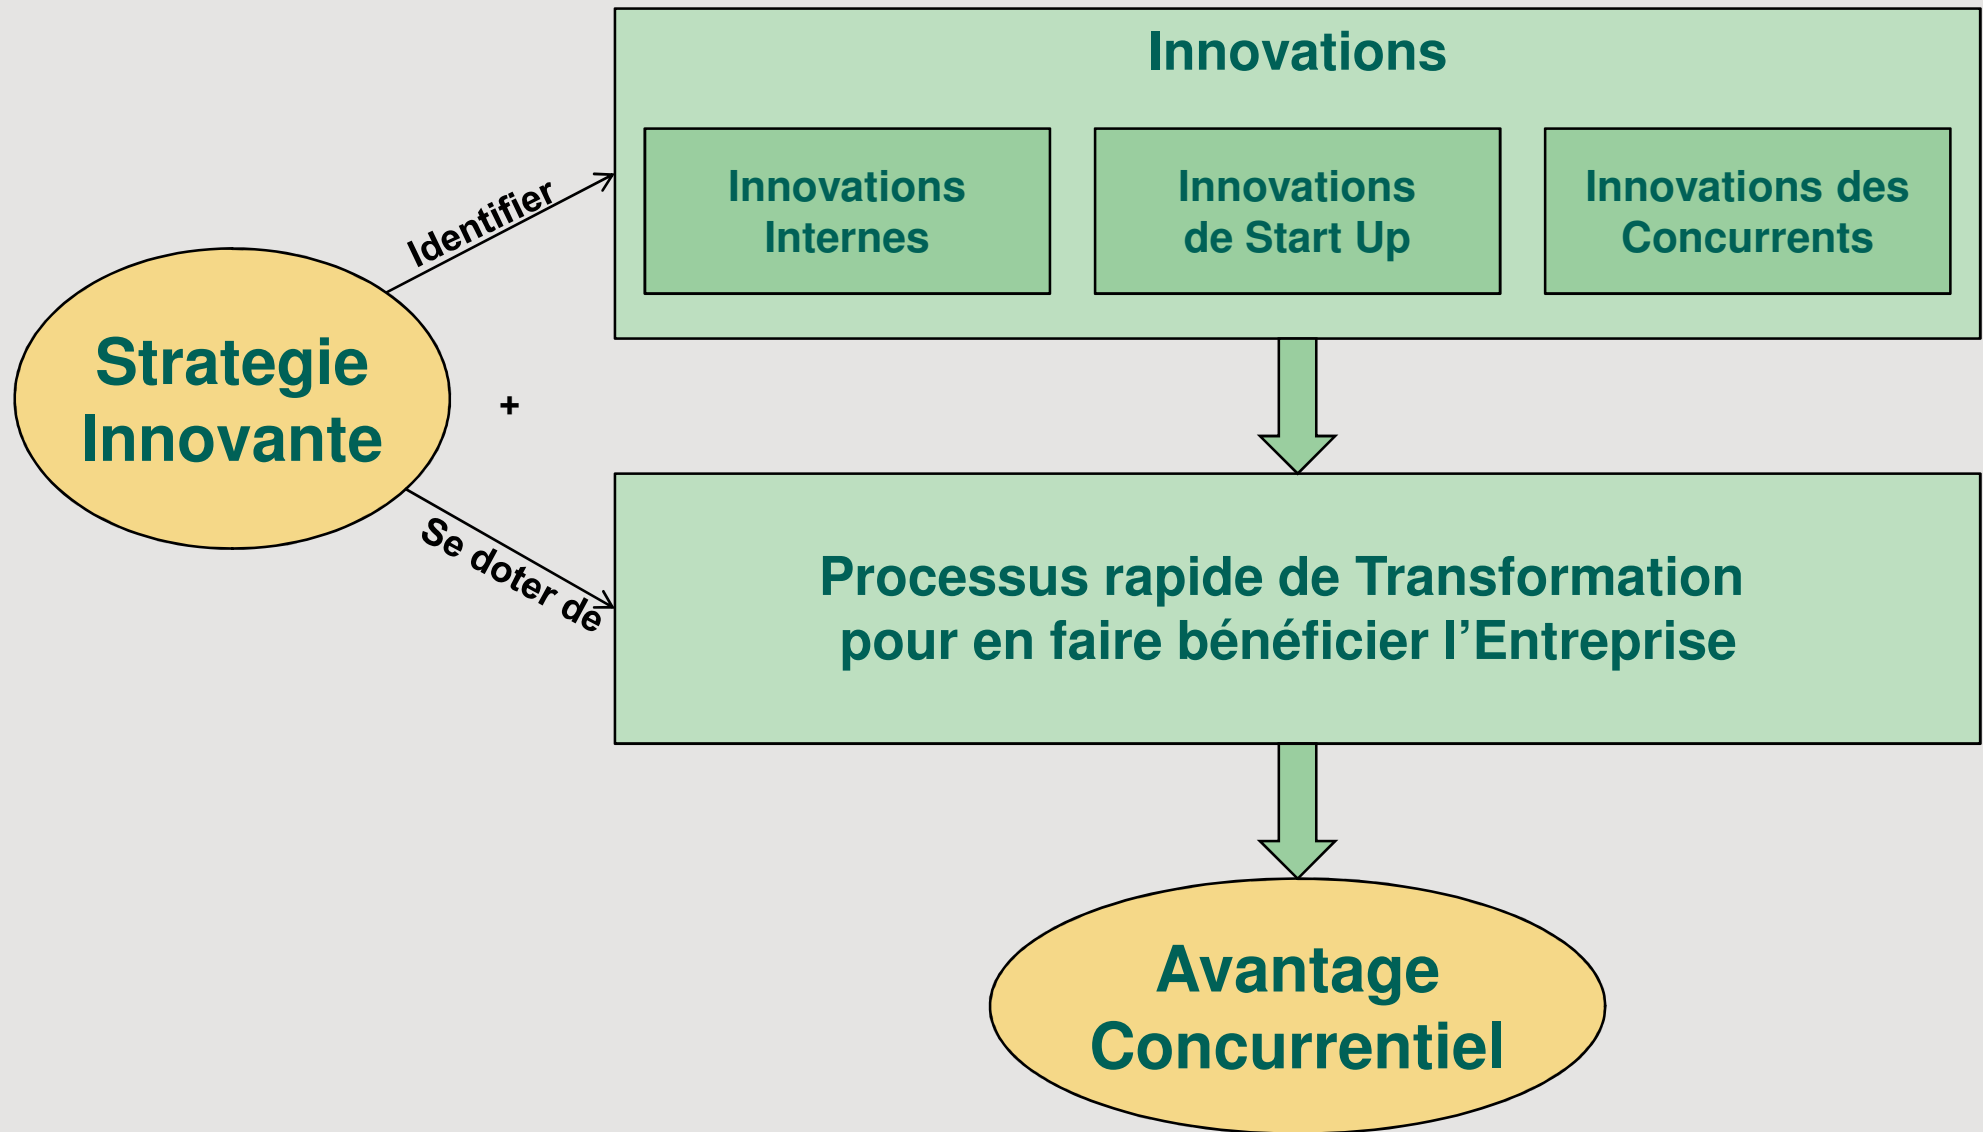 Innovations
Innovations
Internes
Innovations
de Start Up
Innovations des
Concurrents
Identifier
Strategie
Innovante
+
Se doter de
Processus rapide de Transformation
pour en faire bénéficier l’Entreprise
Avantage
Concurrentiel